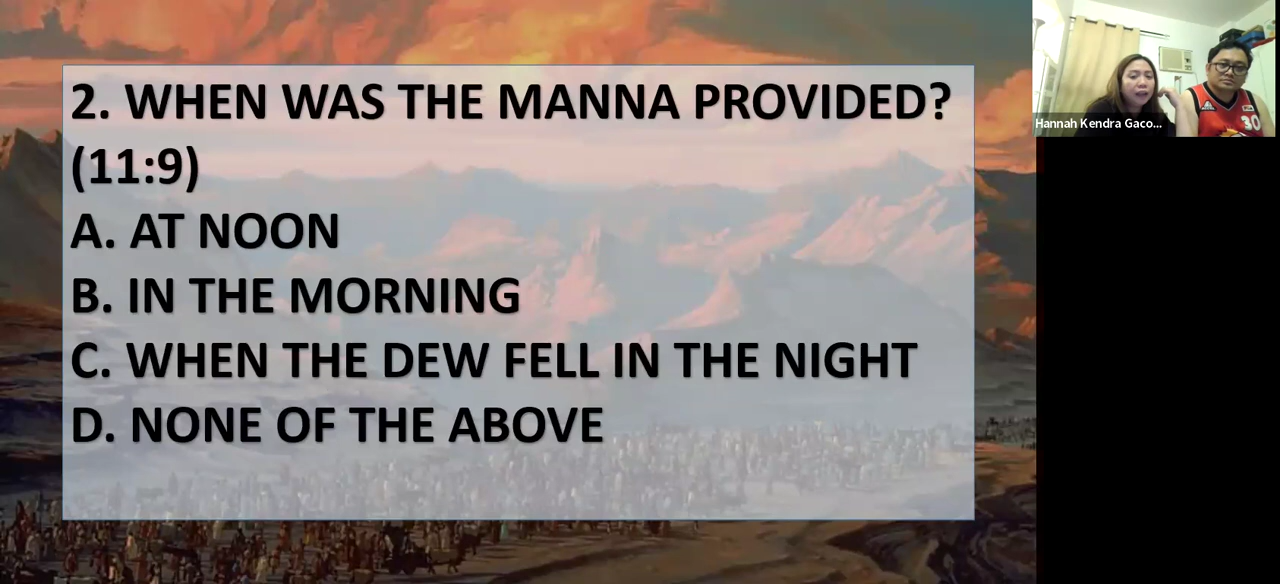 2. WHEN WAS THE MANNA PROVIDED?
(11:9)
A. AT NOON
B. IN THE MORNING
C. WHEN THE DEW FELL IN THE NIGHT
D. NONE OF THE ABOVE
Hannah Kendra Gaco...
30